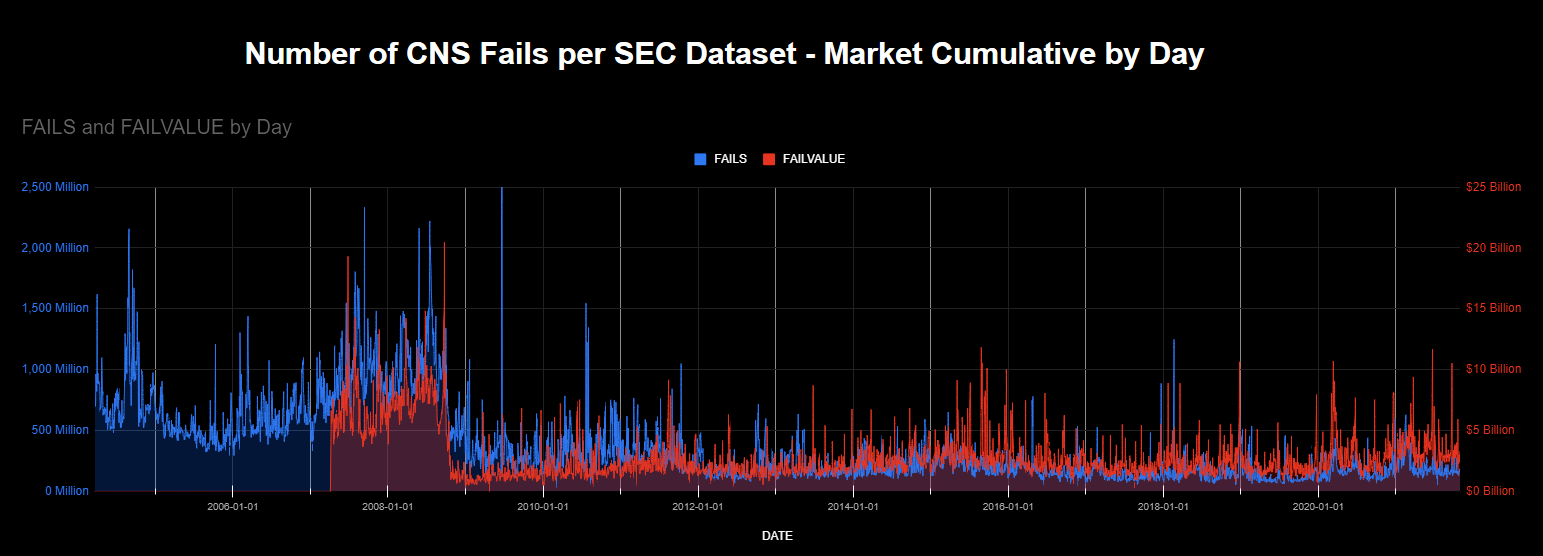 Number of CNS Fails per SEC Dataset - Market Cumulative by Day
FAILS and FAILVALUE by Day
FAILS FAILVALUE
2,500 Million $25 Billion
2,000 Million $20 Billion
1,500 Million $15 Billion
1,000 Million $10 Billion
500 Million $5 Billion
0 Million $0 Billion
2006-01-01 2008-01-01 2010-01-01 2012-01-01 2014-01-01 2016-01-01 2018-01-01 2020-01-01
DATE